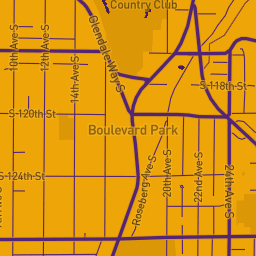 Country Club
10th Ave S
12th Ave S
14th Ave S
Glendale Way S
S 118th St
S 120th St
Boulevard Park
S 124th St
Roseberg Ave S
20th Ave S
22nd Ave S
24th Ave S